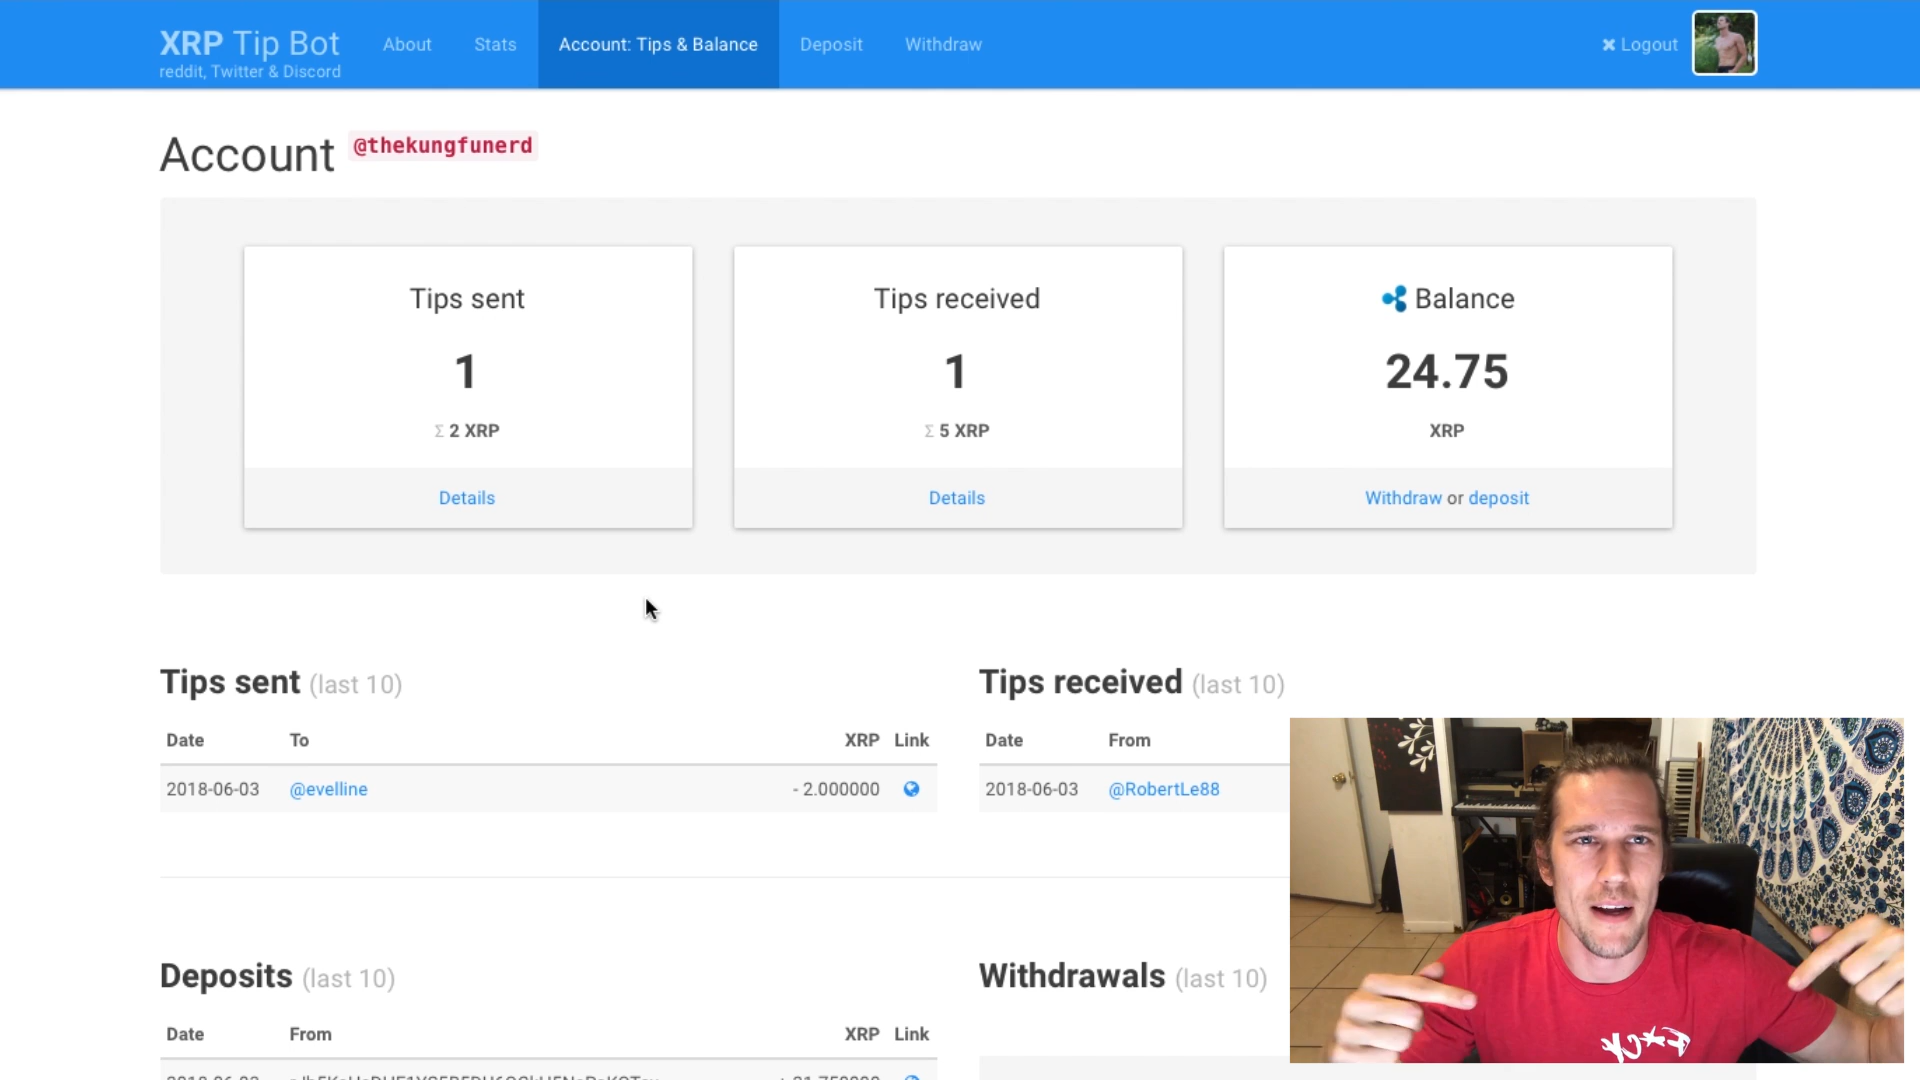 XRP Tip Bot
reddit, Twitter & Discord
About
Stats
Account: Tips & Balance
Deposit
Withdraw
Logout
Account @thekungfunerd
Tips sent
1
Σ 2 XRP
Details
Tips received
1
Σ 5 XRP
Details
Balance
24.75
XRP
Withdraw or deposit
Tips sent (last 10)
Date To XRP Link
2018-06-03 @evelline - 2.000000
Tips received (last 10)
Date From
2018-06-03 @RobertLe88
Deposits (last 10)
Date From XRP Link
Withdrawals (last 10)